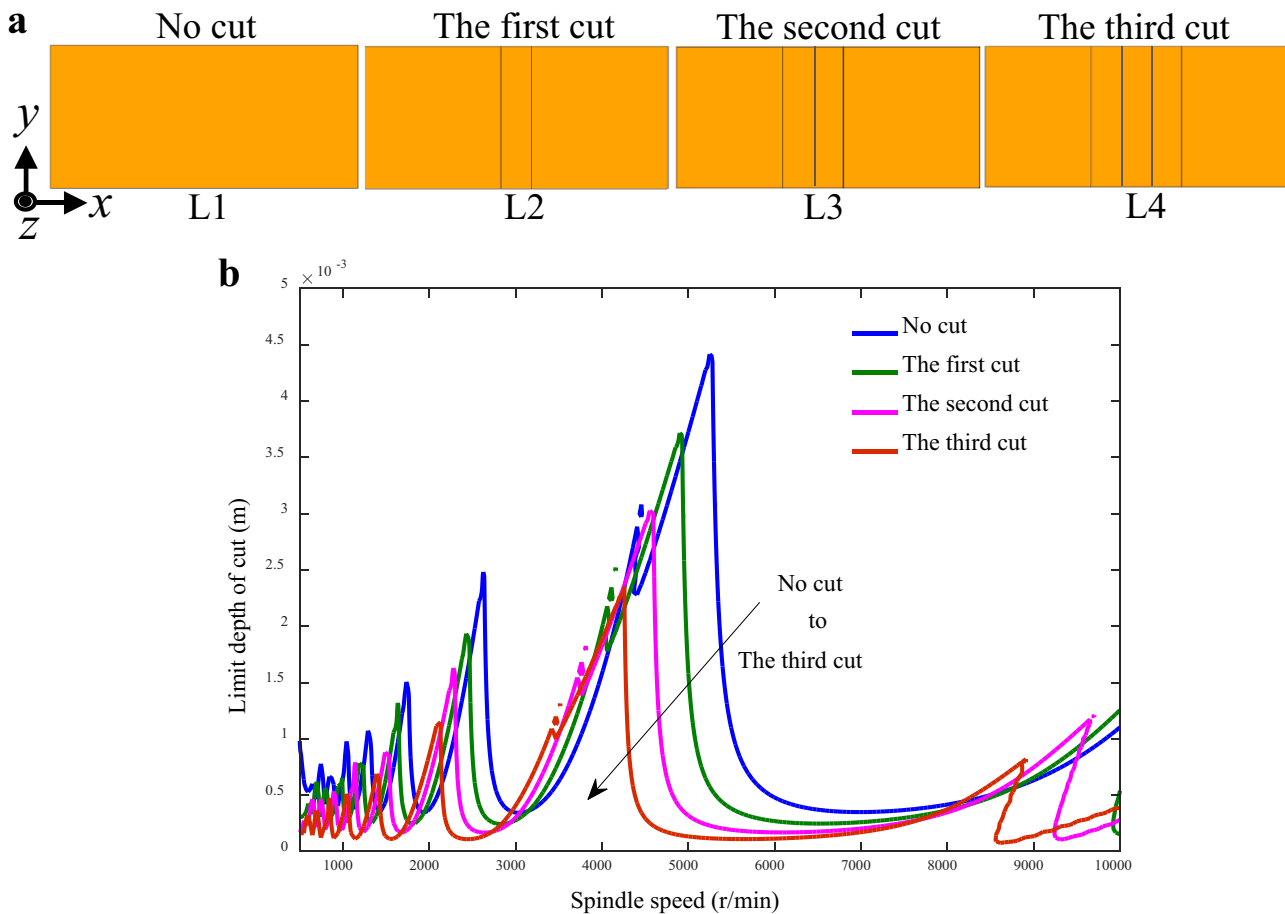 a
No cut
The first cut
The second cut
The third cut
y
x
z
L1
L2
L3
L4
b
× 10 -3
5
4.5
4
3.5
3
2.5
2
1.5
1
0.5
0
Limit depth of cut (m)
No cut
The first cut
The second cut
The third cut
No cut
to
The third cut
1000 2000 3000 4000 5000 6000 7000 8000 9000 10000
Spindle speed (r/min)